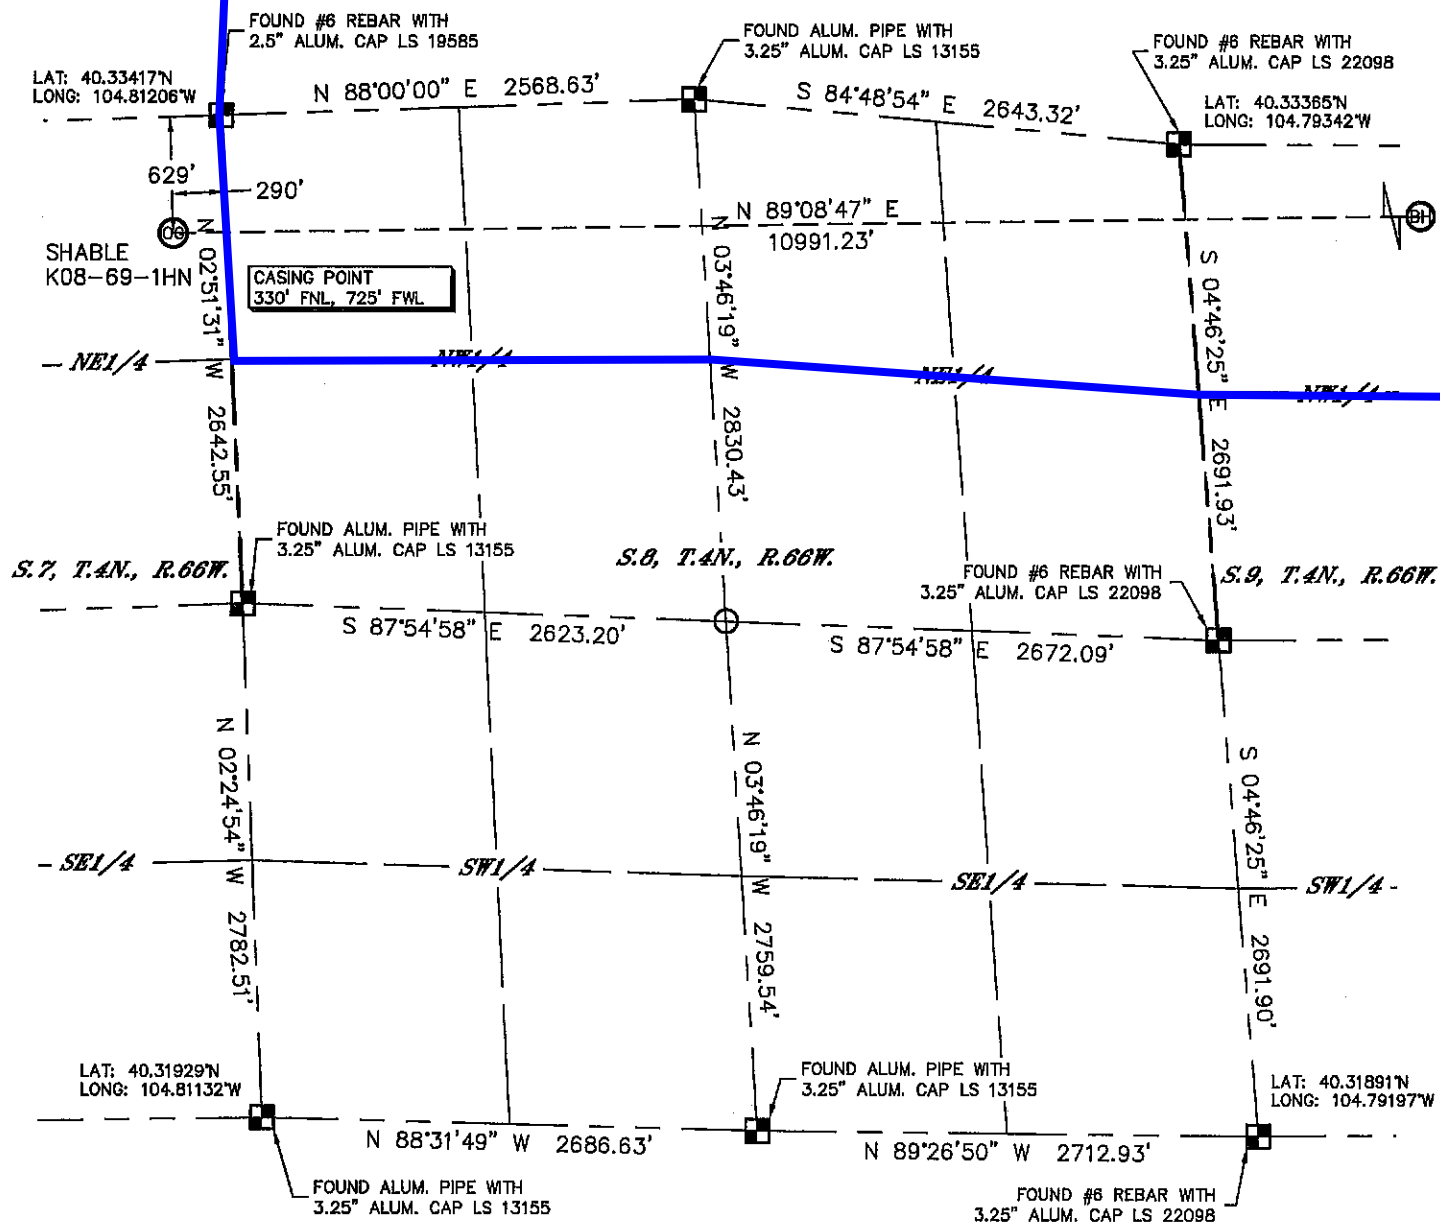 FOUND #6 REBAR WITH
2.5" ALUM. CAP LS 19585
FOUND ALUM. PIPE WITH
3.25" ALUM. CAP LS 13155
FOUND #6 REBAR WITH
3.25" ALUM. CAP LS 22098
LAT: 40.33417°N
LONG: 104.81206°W
N 88°00'00" E 2568.63'
S 84°48'54" E 2643.32'
LAT: 40.33365°N
LONG: 104.79342°W
629'
290'
N 89°08'47" E
10991.23'
BH
SHABLE
K08-69-1HN
CASING POINT
330' FNL, 725' FWL
N 02°51'31" W 2642.55'
N 03°46'19" W 2830.43'
S 04°46'25" E 2691.93'
NE1/4
NW1/4
NE1/4
NW1/4
FOUND ALUM. PIPE WITH
3.25" ALUM. CAP LS 13155
S.7, T.4N., R.66W.
S.8, T.4N., R.66W.
FOUND #6 REBAR WITH
3.25" ALUM. CAP LS 22098
S.9, T.4N., R.66W.
S 87°54'58" E 2623.20'
S 87°54'58" E 2672.09'
N 02°24'54" W 2782.51'
N 03°46'19" W 2759.54'
S 04°46'25" E 2691.90'
SE1/4
SW1/4
SE1/4
SW1/4
LAT: 40.31929°N
LONG: 104.81132°W
FOUND ALUM. PIPE WITH
3.25" ALUM. CAP LS 13155
LAT: 40.31891°N
LONG: 104.79197°W
N 88°31'49" W 2686.63'
N 89°26'50" W 2712.93'
FOUND ALUM. PIPE WITH
3.25" ALUM. CAP LS 13155
FOUND #6 REBAR WITH
3.25" ALUM. CAP LS 22098